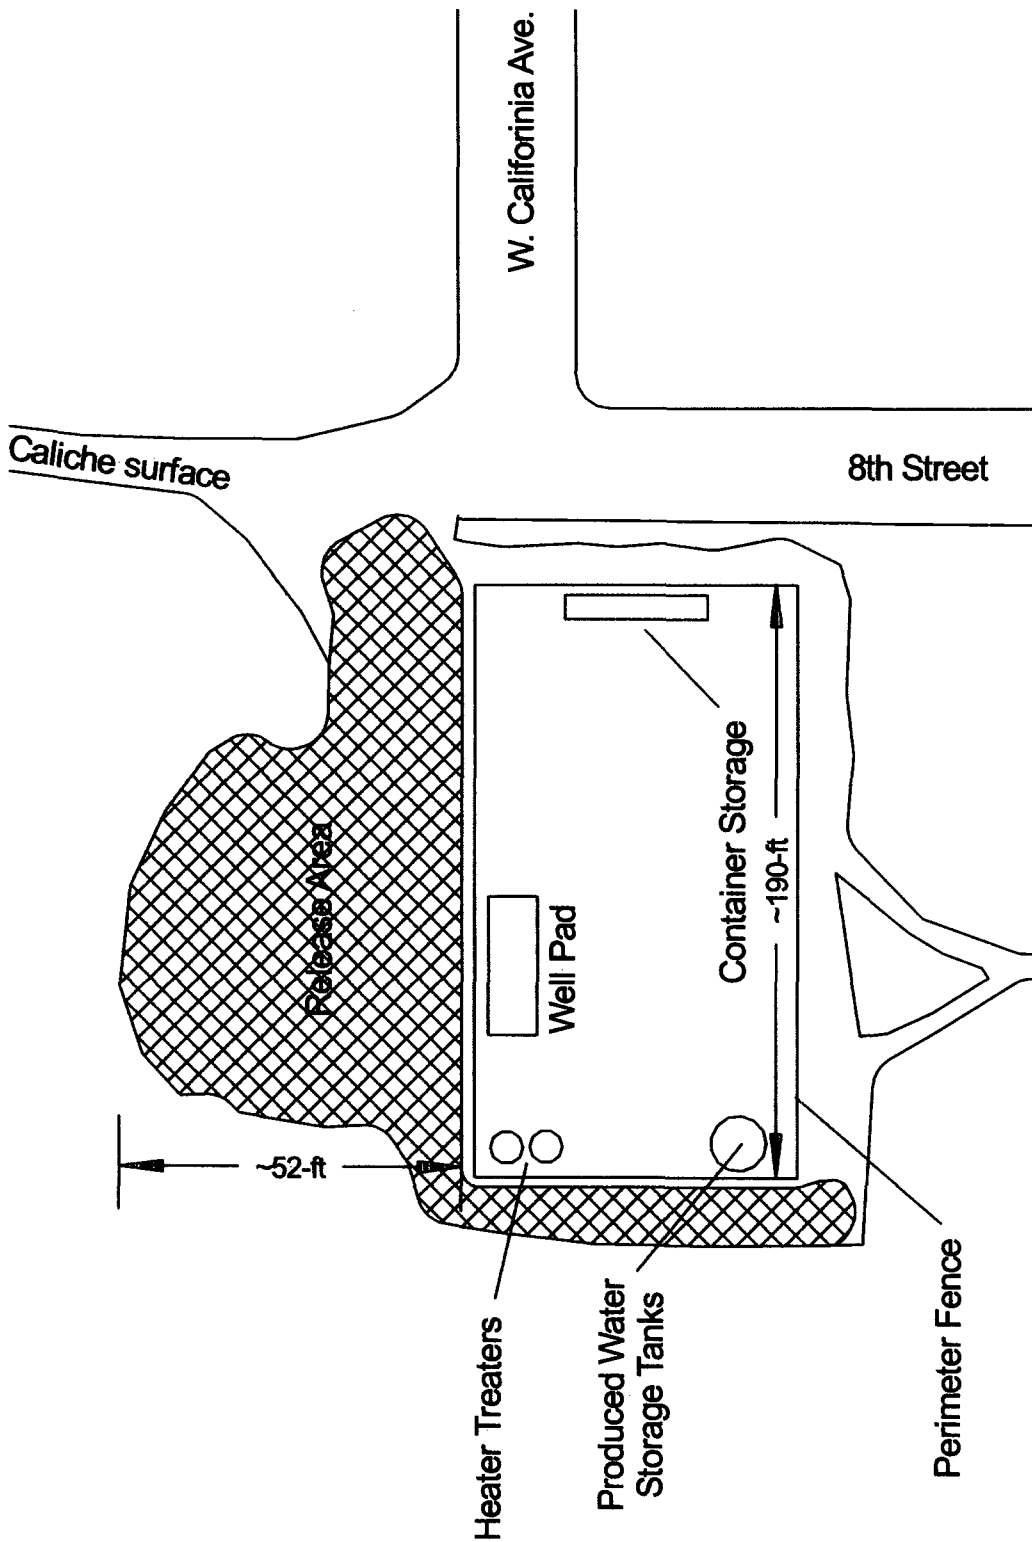 Caliche surface
W. Califorinia Ave.
8th Street
Release Area
Well Pad
Container Storage
~190-ft
~52-ft
Heater Treaters
Produced Water
Storage Tanks
Perimeter Fence